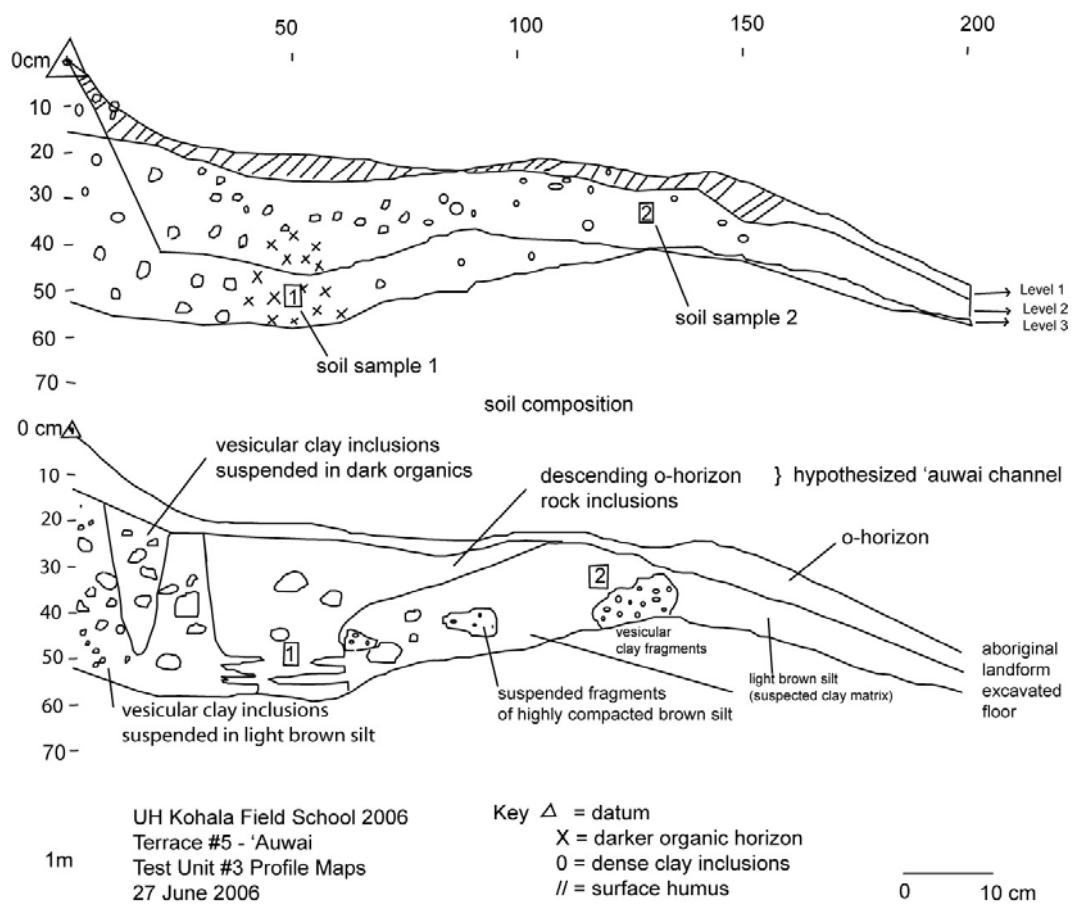 50
100
150
200
0cm
10
20
30
40
50
60
70
2
1
Level 1
Level 2
Level 3
soil sample 2
soil sample 1
soil composition
0 cm
10
20
30
40
50
60
70
vesicular clay inclusions
suspended in dark organics
descending o-horizon
rock inclusions
} hypothesized 'auwai channel
o-horizon
2
1
vesicular
clay fragments
light brown silt
(suspected clay matrix)
suspended fragments
of highly compacted brown silt
aboriginal
landform
excavated
floor
vesicular clay inclusions
suspended in light brown silt
UH Kohala Field School 2006
Terrace #5 - 'Auwai
Test Unit #3 Profile Maps
27 June 2006
1m
Key △ = datum
X = darker organic horizon
0 = dense clay inclusions
// = surface humus
0 10 cm